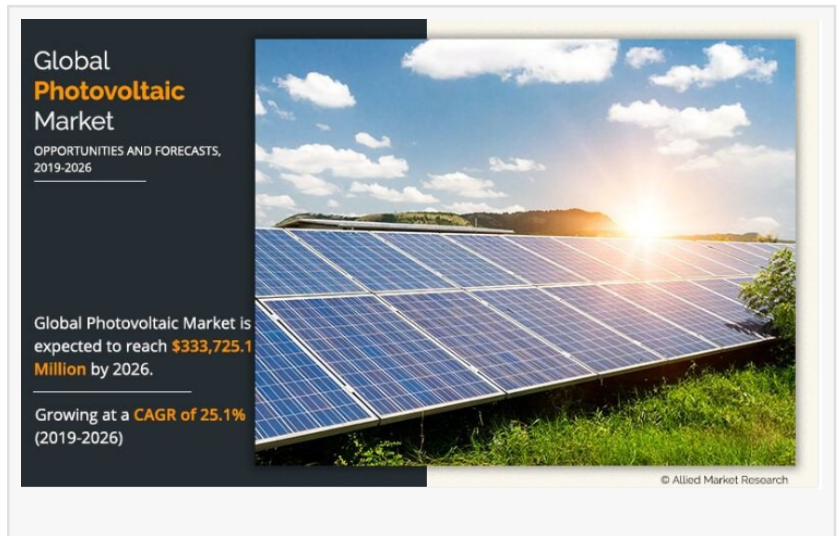 Global
Photovoltaic
Market
OPPORTUNITIES AND FORECASTS,
2019-2026
Global Photovoltaic Market is
expected to reach $333,725.1
Million by 2026.
Growing at a CAGR of 25.1%
(2019-2026)
© Allied Market Research